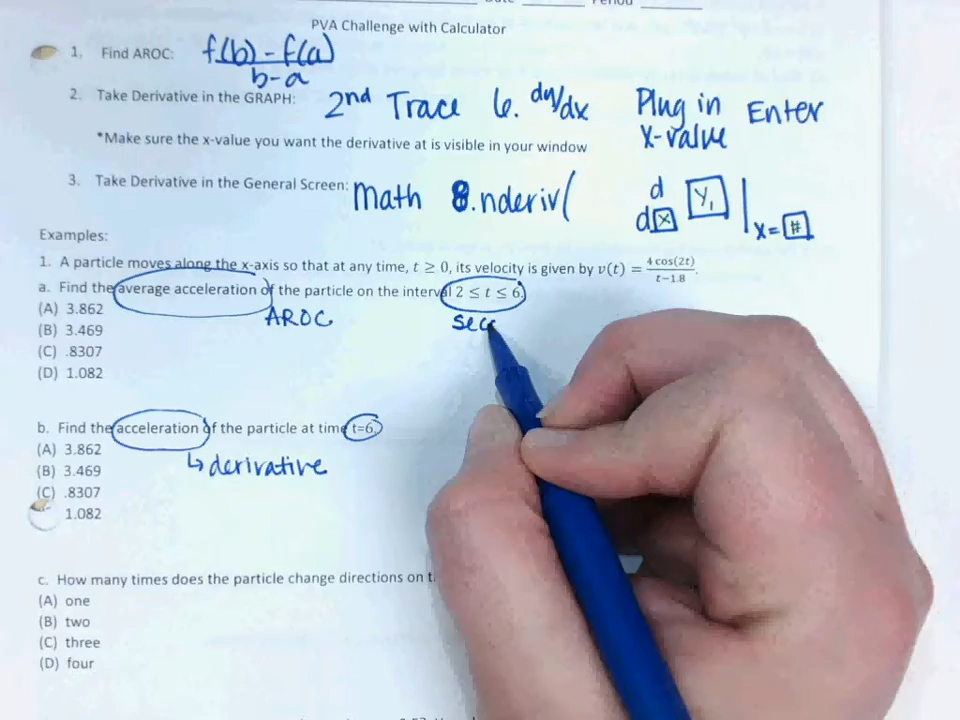 PVA Challenge with Calculator
1. Find AROC: f(b) - f(a)
b-a
2. Take Derivative in the GRAPH: 2nd Trace 6. dy/dx Plug in x-value Enter
*Make sure the x-value you want the derivative at is visible in your window
3. Take Derivative in the General Screen: math 8.nderiv( d/d[x] [Y₁] | x=[#]
Examples:
1. A particle moves along the x-axis so that at any time, t ≥ 0, its velocity is given by v(t) = 4 cos(2t)/t−1.8.
a. Find the average acceleration of the particle on the interval 2 ≤ t ≤ 6.
(A) 3.862
AROC
sec
(B) 3.469
(C) .8307
(D) 1.082
b. Find the acceleration of the particle at time t=6.
(A) 3.862
↳ derivative
(B) 3.469
(C) .8307
1.082
c. How many times does the particle change directions on
(A) one
(B) two
(C) three
(D) four